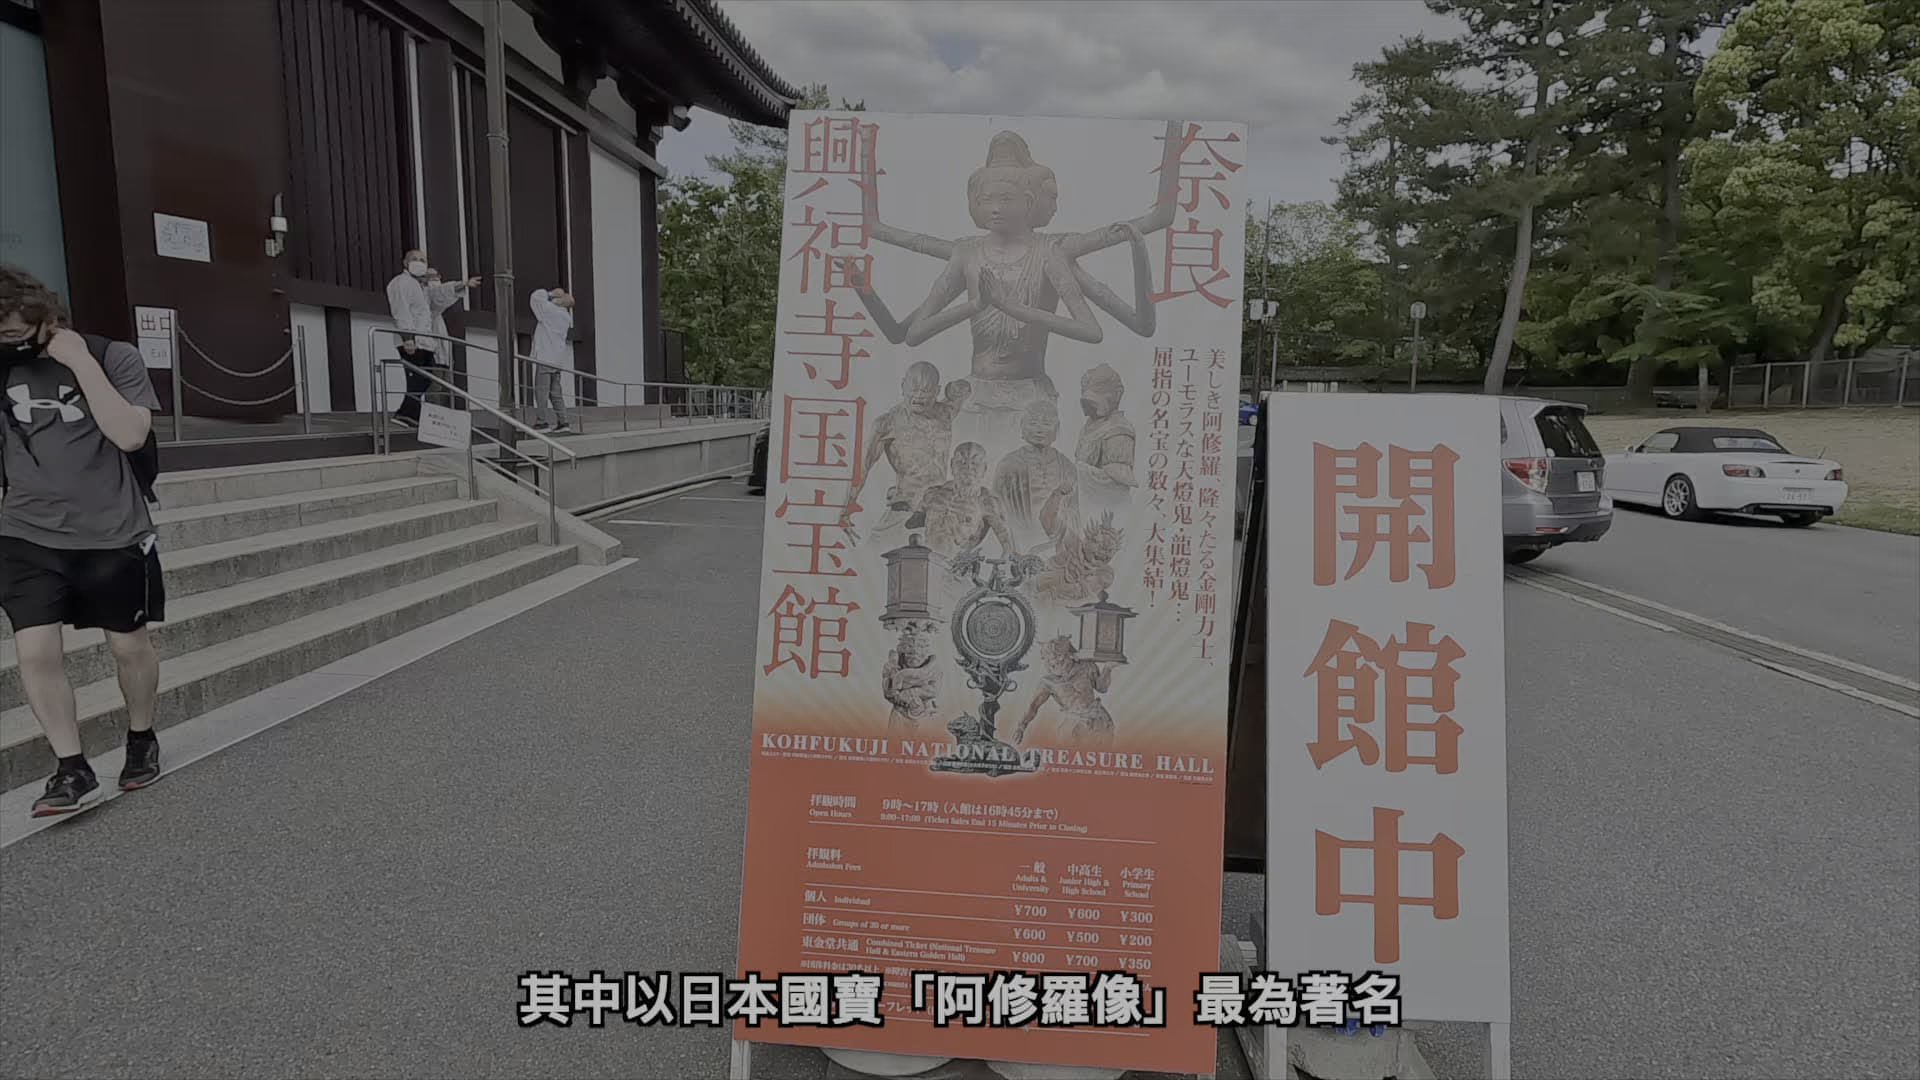 奈良
興福寺国宝館
美しき阿修羅、隆々たる金剛力士、
ユーモラスな天燈鬼・龍燈鬼…
屈指の名宝の数々、大集結!
KOHFUKUJI NATIONAL TREASURE HALL
拝観時間 9時〜17時(入館は16時45分まで)
Open Hours 9:00-17:00 (Ticket Sales End 15 Minutes Prior to Closing)
拝観料
Admission Fees
一般 中高生 小学生
Adults & University Junior High & High School Primary School
個人 Individual ¥700 ¥600 ¥300
団体 Groups of 30 or more ¥600 ¥500 ¥200
東金堂共通 Combined Ticket (National Treasure Hall & Eastern Golden Hall) ¥900 ¥700 ¥350
開館中
出口
Exit
其中以日本國寶「阿修羅像」最為著名